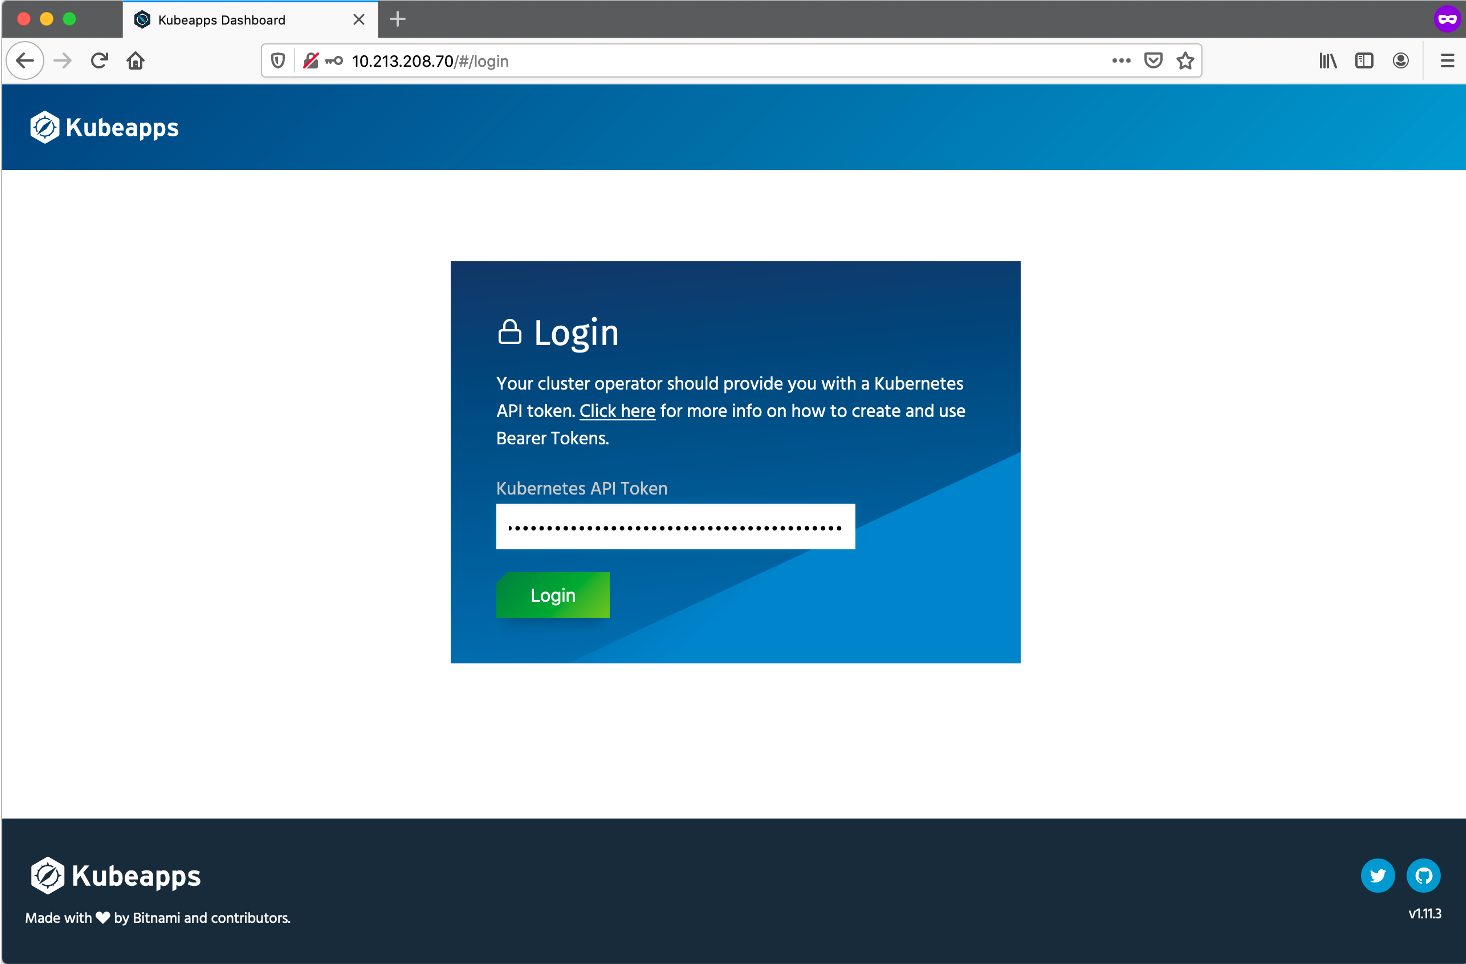 Kubeapps Dashboard
10.213.208.70/#/login
Kubeapps
Login
Your cluster operator should provide you with a Kubernetes
API token. Click here for more info on how to create and use
Bearer Tokens.
Kubernetes API Token
Login
Kubeapps
Made with ❤ by Bitnami and contributors.
v1.11.3